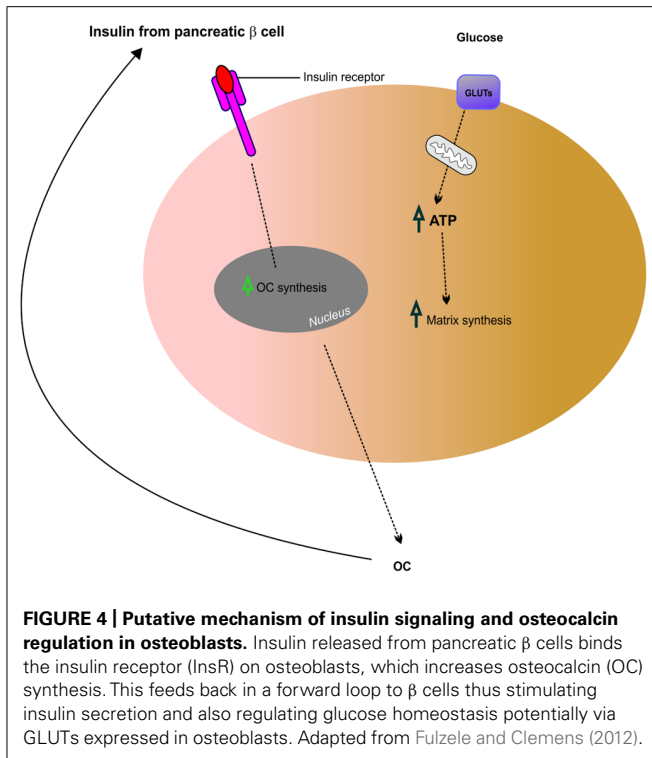 Insulin from pancreatic β cell
Glucose
Insulin receptor
GLUTs
ATP
OC synthesis
Nucleus
Matrix synthesis
OC
FIGURE 4 | Putative mechanism of insulin signaling and osteocalcin
regulation in osteoblasts. Insulin released from pancreatic β cells binds
the insulin receptor (InsR) on osteoblasts, which increases osteocalcin (OC)
synthesis. This feeds back in a forward loop to β cells thus stimulating
insulin secretion and also regulating glucose homeostasis potentially via
GLUTs expressed in osteoblasts. Adapted from Fulzele and Clemens (2012).